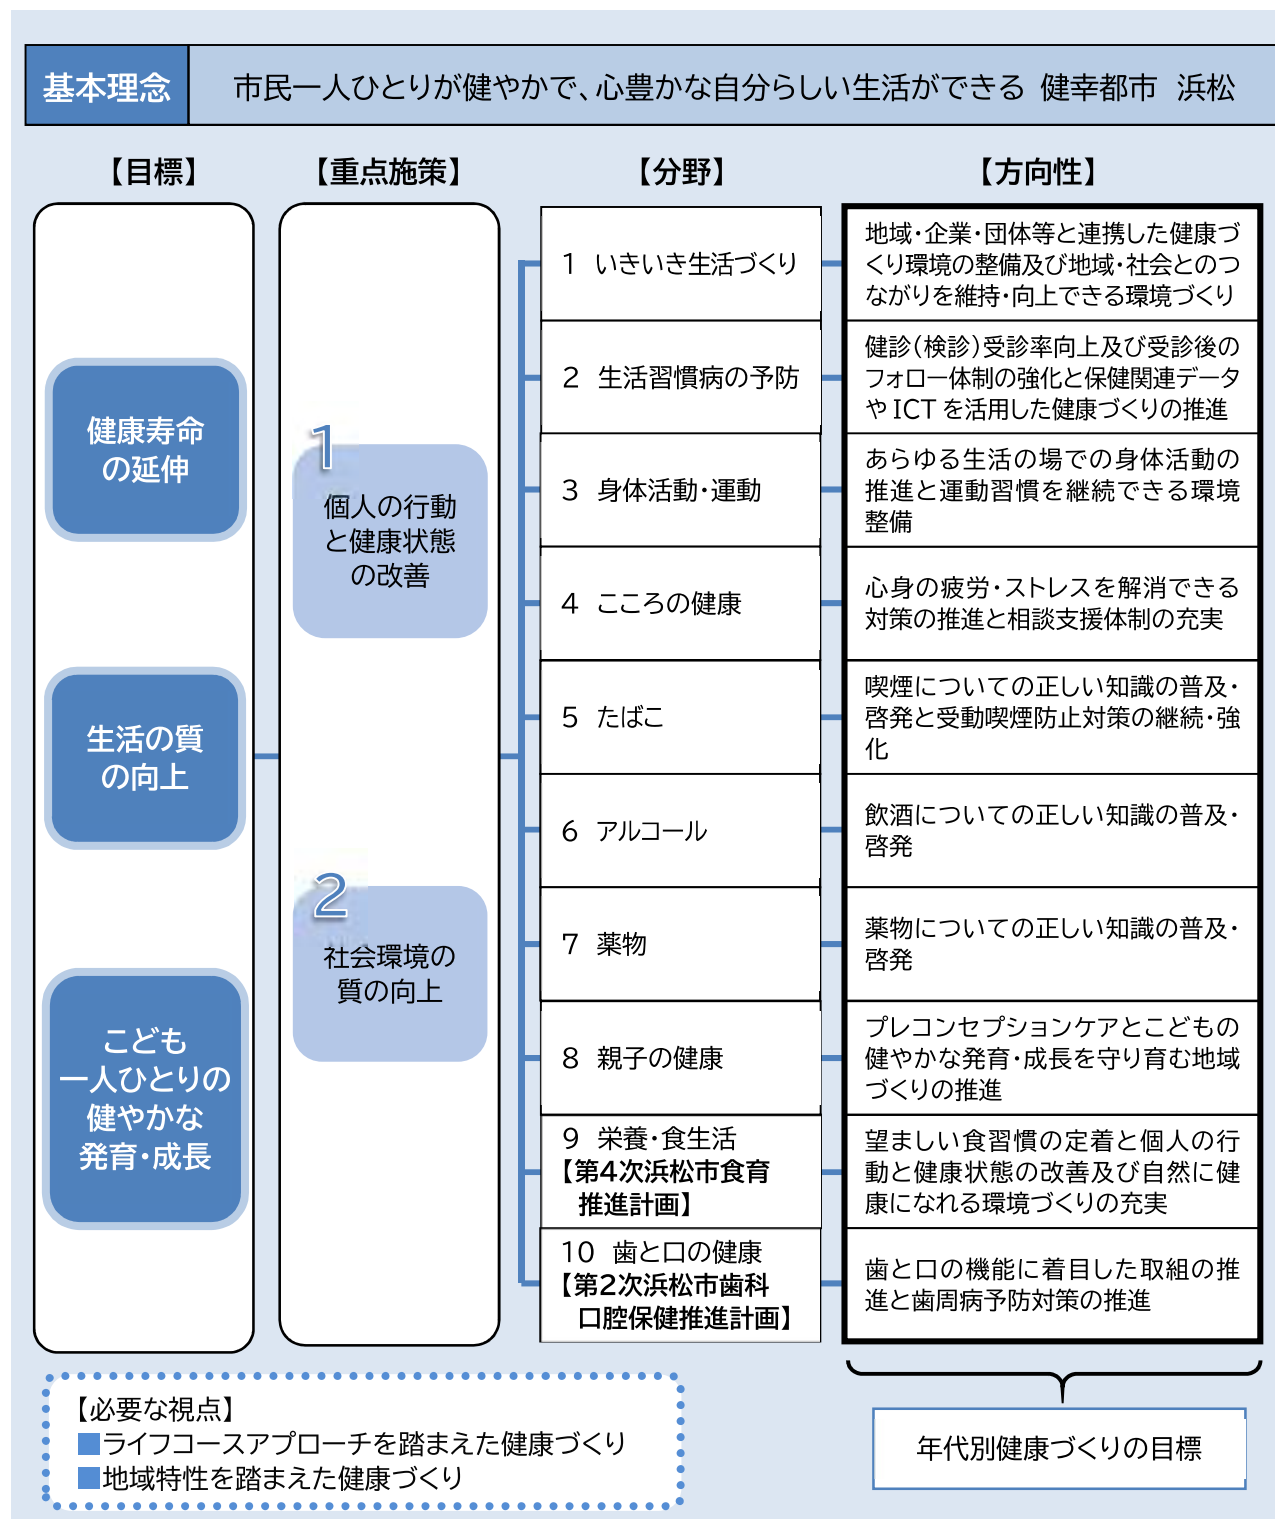 基本理念
市民一人ひとりが健やかで、心豊かな自分らしい生活ができる 健幸都市　浜松
【目標】
健康寿命
の延伸
生活の質
の向上
こども
一人ひとりの
健やかな
発育・成長
【重点施策】
1
個人の行動
と健康状態
の改善
2
社会環境の
質の向上
【分野】
【方向性】
1　いきいき生活づくり
地域・企業・団体等と連携した健康づ
くり環境の整備及び地域・社会とのつ
ながりを維持・向上できる環境づくり
2　生活習慣病の予防
健診（検診）受診率向上及び受診後の
フォロー体制の強化と保健関連データ
や ICT を活用した健康づくりの推進
3　身体活動・運動
あらゆる生活の場での身体活動の
推進と運動習慣を継続できる環境
整備
4　こころの健康
心身の疲労・ストレスを解消できる
対策の推進と相談支援体制の充実
5　たばこ
喫煙についての正しい知識の普及・
啓発と受動喫煙防止対策の継続・強
化
6　アルコール
飲酒についての正しい知識の普及・
啓発
7　薬物
薬物についての正しい知識の普及・
啓発
8　親子の健康
プレコンセプションケアとこどもの
健やかな発育・成長を守り育む地域
づくりの推進
9　栄養・食生活
【第4次浜松市食育
推進計画】
望ましい食習慣の定着と個人の行
動と健康状態の改善及び自然に健
康になれる環境づくりの充実
10　歯と口の健康
【第2次浜松市歯科
口腔保健推進計画】
歯と口の機能に着目した取組の推
進と歯周病予防対策の推進
【必要な視点】
■ライフコースアプローチを踏まえた健康づくり
■地域特性を踏まえた健康づくり
年代別健康づくりの目標